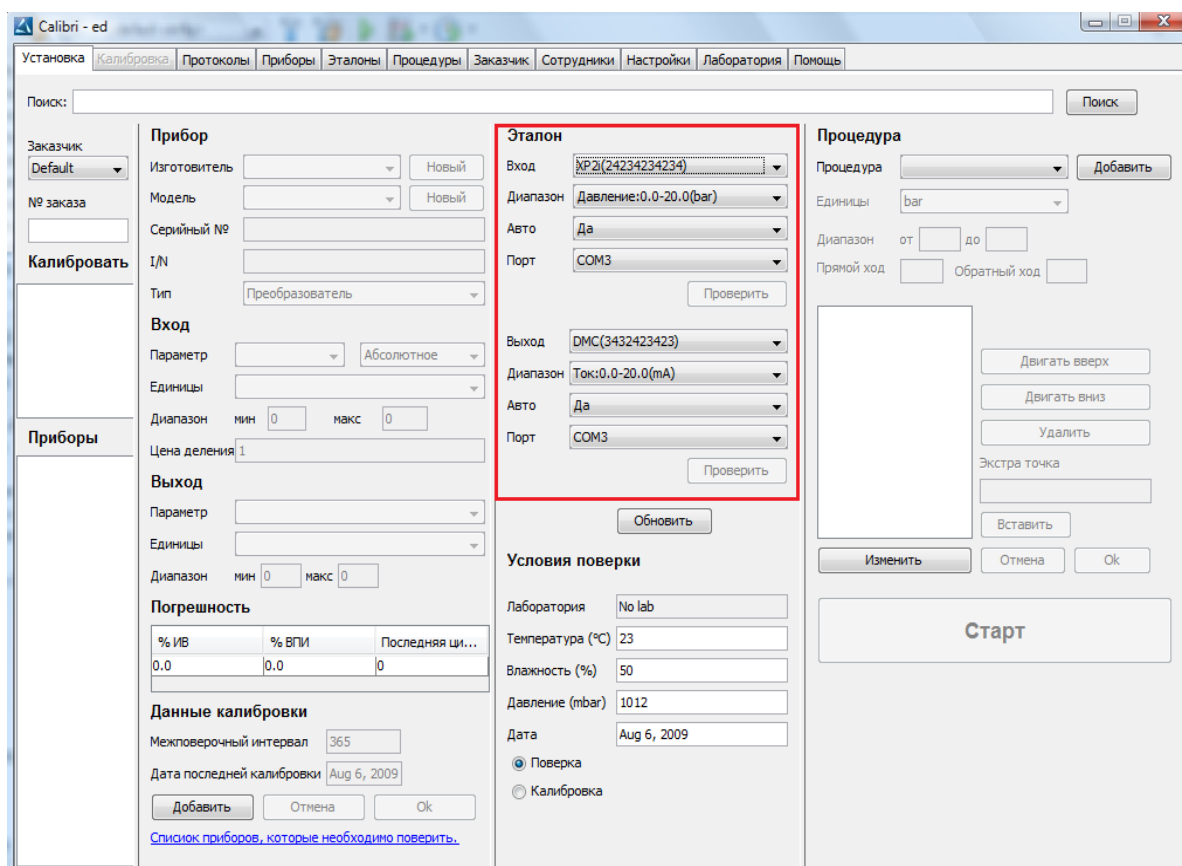 Calibri - ed
Установка Калибровка Протоколы Приборы Эталоны Процедуры Заказчик Сотрудники Настройки Лаборатория Помощь
Поиск: Поиск
Заказчик
Default
№ заказа
Калибровать
Приборы
Прибор
Изготовитель Новый
Модель Новый
Серийный №
I/N
Тип Преобразователь
Вход
Параметр Абсолютное
Единицы
Диапазон мин 0 макс 0
Цена деления 1
Выход
Параметр
Единицы
Диапазон мин 0 макс 0
Погрешность
% ИВ % ВПИ Последняя ци...
0.0 0.0 0
Данные калибровки
Межповерочный интервал 365
Дата последней калибровки Aug 6, 2009
Добавить Отмена Ok
Списиок приборов, которые необходимо поверить.
Эталон
Вход XP2i(24234234234)
Диапазон Давление:0.0-20.0(bar)
Авто Да
Порт COM3
Проверить
Выход DMC(3432423423)
Диапазон Ток:0.0-20.0(mA)
Авто Да
Порт COM3
Проверить
Обновить
Условия поверки
Лаборатория No lab
Температура (°C) 23
Влажность (%) 50
Давление (mbar) 1012
Дата Aug 6, 2009
Поверка
Калибровка
Процедура
Процедура Добавить
Единицы bar
Диапазон от до
Прямой ход Обратный ход
Двигать вверх
Двигать вниз
Удалить
Экстра точка
Вставить
Изменить Отмена Ok
Старт